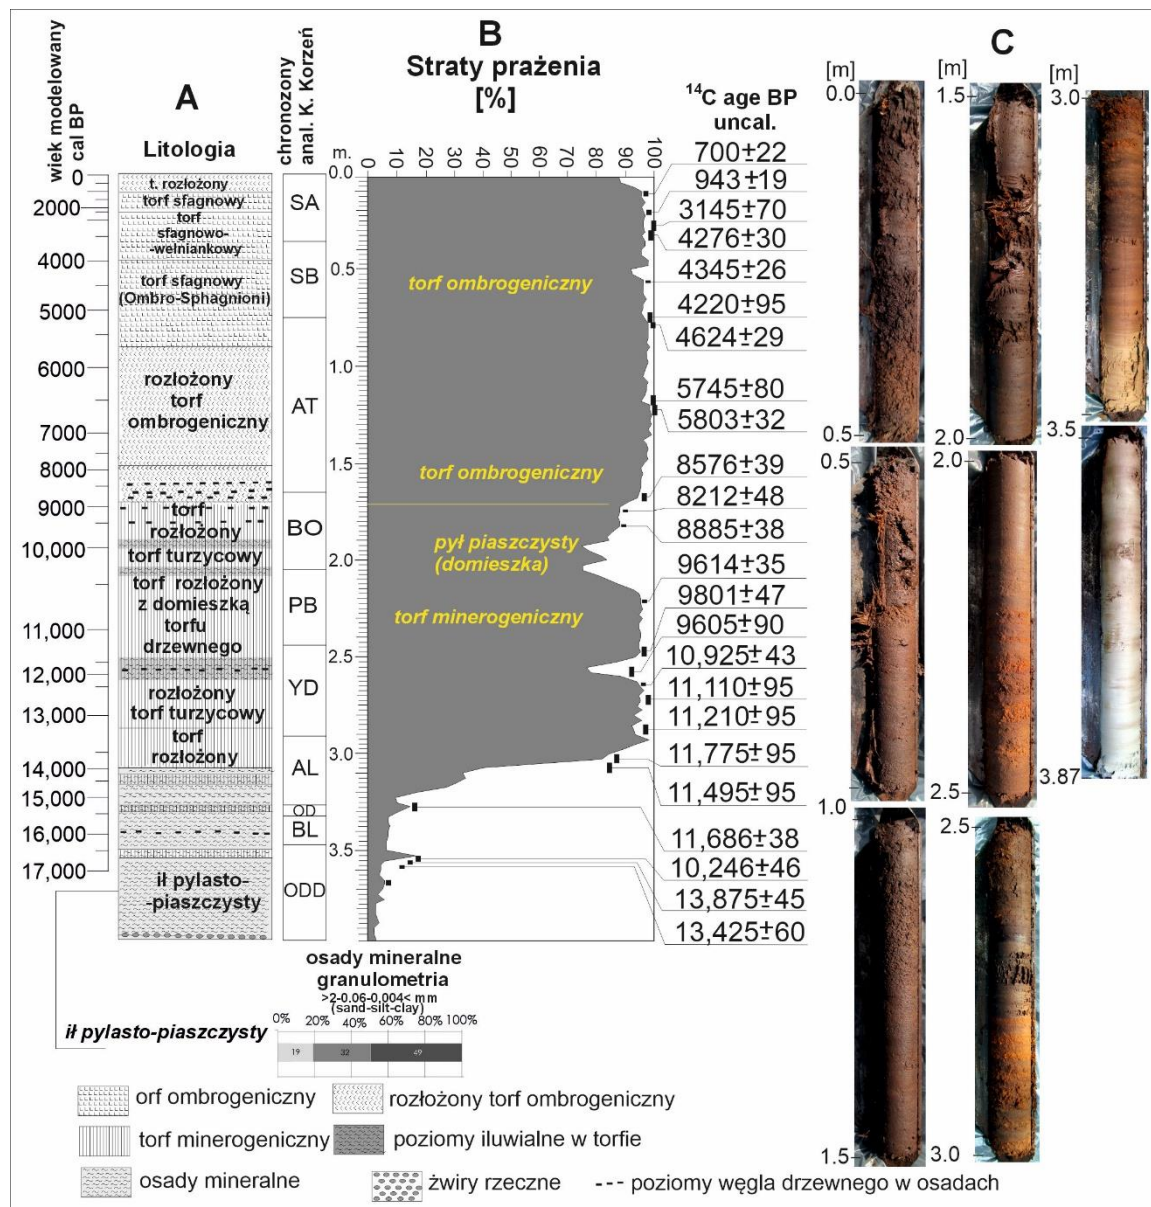 wiek modelowany
cal BP
A
Litologia
chronozony
anal. K. Korzeń
B
Straty prażenia
[%]
¹⁴C age BP
uncal.
C
[m]
[m]
[m]
m.
0
10
20
30
40
50
60
70
80
90
100
0
2000
4000
5000
6000
7000
8000
9000
10,000
11,000
12,000
13,000
14,000
15,000
16,000
17,000
t. rozłożony
torf sfagnowy
torf
sfagnowo-
-wełniankowy
torf sfagnowy
(Ombro-Sphagnioni)
rozłożony
torf
ombrogeniczny
torf
rozłożony
torf turzycowy
torf rozłożony
z domieszką
torfu
drzewnego
rozłożony
torf turzycowy
torf
rozłożony
ił pylasto-
-piaszczysty
SA
SB
AT
BO
PB
YD
AL
OD
BL
ODD
0.0
0.5
1.0
1.5
2.0
2.5
3.0
3.5
torf ombrogeniczny
torf ombrogeniczny
pył piaszczysty
(domieszka)
torf minerogeniczny
700±22
943±19
3145±70
4276±30
4345±26
4220±95
4624±29
5745±80
5803±32
8576±39
8212±48
8885±38
9614±35
9801±47
9605±90
10,925±43
11,110±95
11,210±95
11,775±95
11,495±95
11,686±38
10,246±46
13,875±45
13,425±60
0.0
0.5
0.5
1.0
1.5
1.5
2.0
2.0
2.5
2.5
3.0
3.0
3.5
3.87
osady mineralne
granulometria
>2-0.06-0.004< mm
(sand-silt-clay)
0% 20% 40% 60% 80% 100%
ił pylasto-piaszczysty
19 32 49
orf ombrogeniczny
rozłożony torf ombrogeniczny
torf minerogeniczny
poziomy iluwialne w torfie
osady mineralne
żwiry rzeczne
poziomy węgla drzewnego w osadach